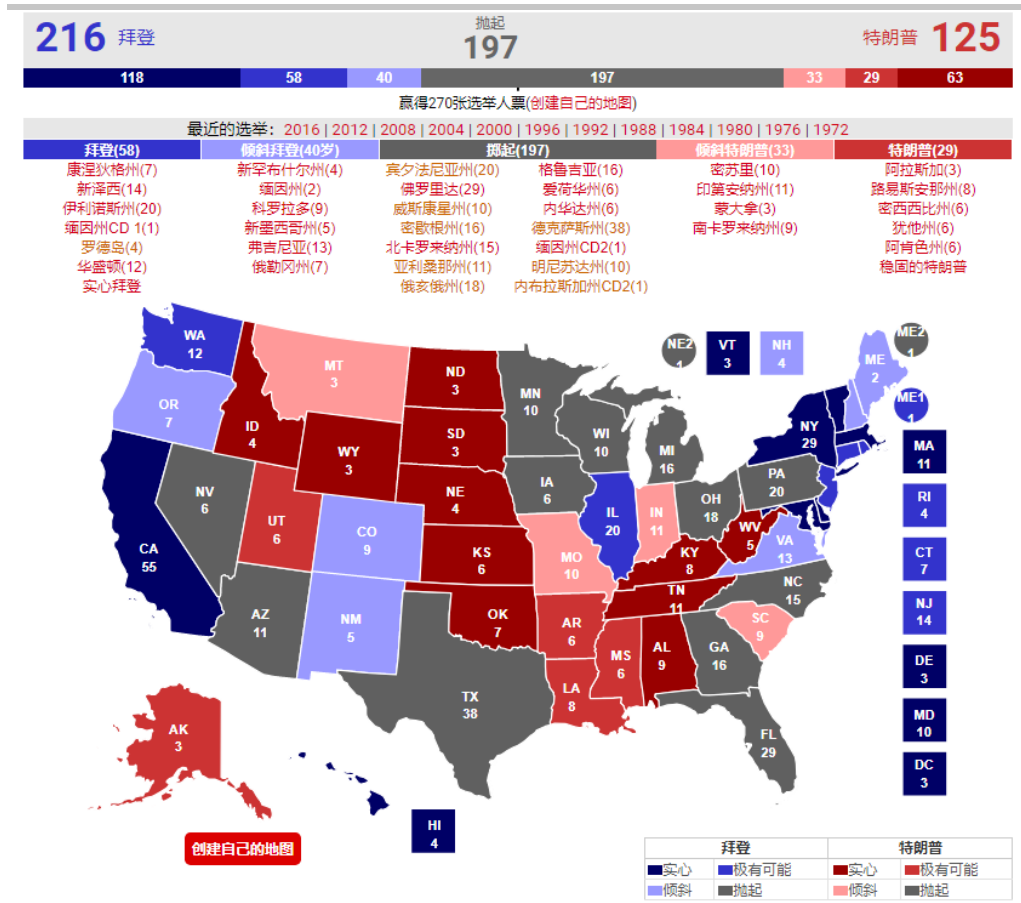 抛起
216 拜登 197 特朗普 125
118 58 40 197 33 29 63
赢得270张选举人票(创建自己的地图)
最近的选举：2016 | 2012 | 2008 | 2004 | 2000 | 1996 | 1992 | 1988 | 1984 | 1980 | 1976 | 1972
拜登(58) 倾斜拜登(40岁) 掷起(197) 倾斜特朗普(33) 特朗普(29)
康涅狄格州(7) 新罕布什尔州(4) 宾夕法尼亚州(20) 格鲁吉亚(16) 密苏里(10) 阿拉斯加(3)
新泽西(14) 缅因州(2) 佛罗里达(29) 爱荷华州(6) 印第安纳州(11) 路易斯安那州(8)
伊利诺斯州(20) 科罗拉多(9) 威斯康星州(10) 内华达州(6) 蒙大拿(3) 密西西比州(6)
缅因州CD 1(1) 新墨西哥州(5) 密歇根州(16) 德克萨斯州(38) 南卡罗来纳州(9) 犹他州(6)
罗德岛(4) 弗吉尼亚(13) 北卡罗来纳州(15) 缅因州CD2(1) 阿肯色州(6)
华盛顿(12) 俄勒冈州(7) 亚利桑那州(11) 明尼苏达州(10) 稳固的特朗普
实心拜登 俄亥俄州(18) 内布拉斯加州CD2(1)
WA
12
OR
7
CA
55
NV
6
ID
4
MT
3
WY
3
UT
6
AZ
11
CO
9
NM
5
ND
3
SD
3
NE
4
KS
6
OK
7
TX
38
MN
10
IA
6
MO
10
AR
6
LA
8
WI
10
IL
20
MS
6
MI
16
IN
11
KY
8
TN
11
AL
9
OH
18
WV
5
GA
16
FL
29
SC
9
NC
15
VA
13
PA
20
NY
29
ME
2
NE2
1
VT
3
NH
4
ME2
1
ME1
1
MA
11
RI
4
CT
7
NJ
14
DE
3
MD
10
DC
3
AK
3
HI
4
创建自己的地图
拜登 特朗普
实心 极有可能 实心 极有可能
倾斜 抛起 倾斜 抛起